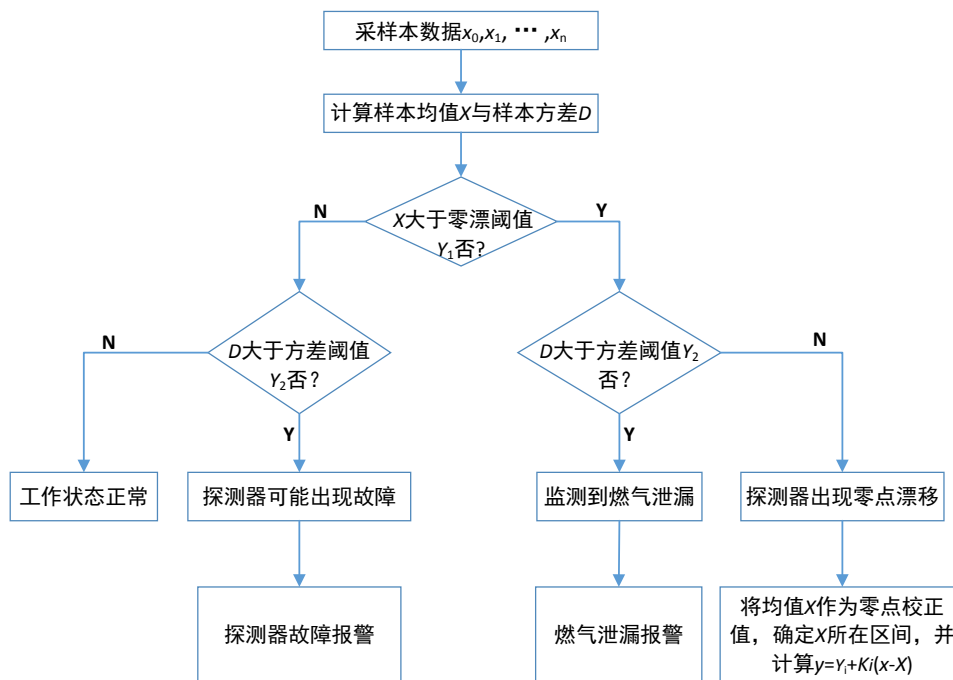 采样本数据x₀,x₁, ··· ,xₙ
计算样本均值X与样本方差D
N
Y
X大于零漂阈值
Y₁否?
N
D大于方差阈值
Y₂否？
D大于方差阈值Y₂
否？
N
Y
Y
工作状态正常
探测器可能出现故障
监测到燃气泄漏
探测器出现零点漂移
探测器故障报警
燃气泄漏报警
将均值X作为零点校正
值，确定X所在区间，并
计算y=Yᵢ+Ki(x-X)